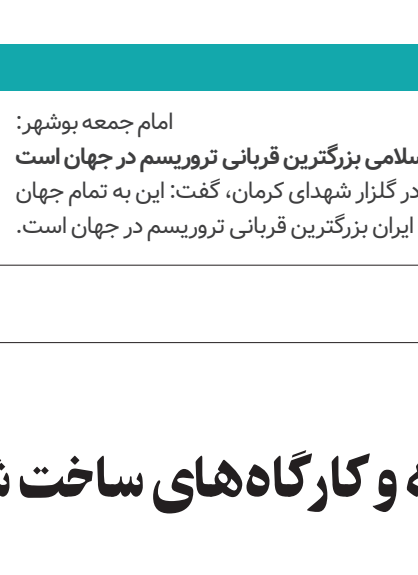 امام جمعه بوشهر:
بزرگترین قربانی تروریسم در جهان است
در گلزار شهدای کرمان، گفت: این به تمام جهان
ایران بزرگترین قربانی تروریسم در جهان است.
و کارگاه‌های ساخت